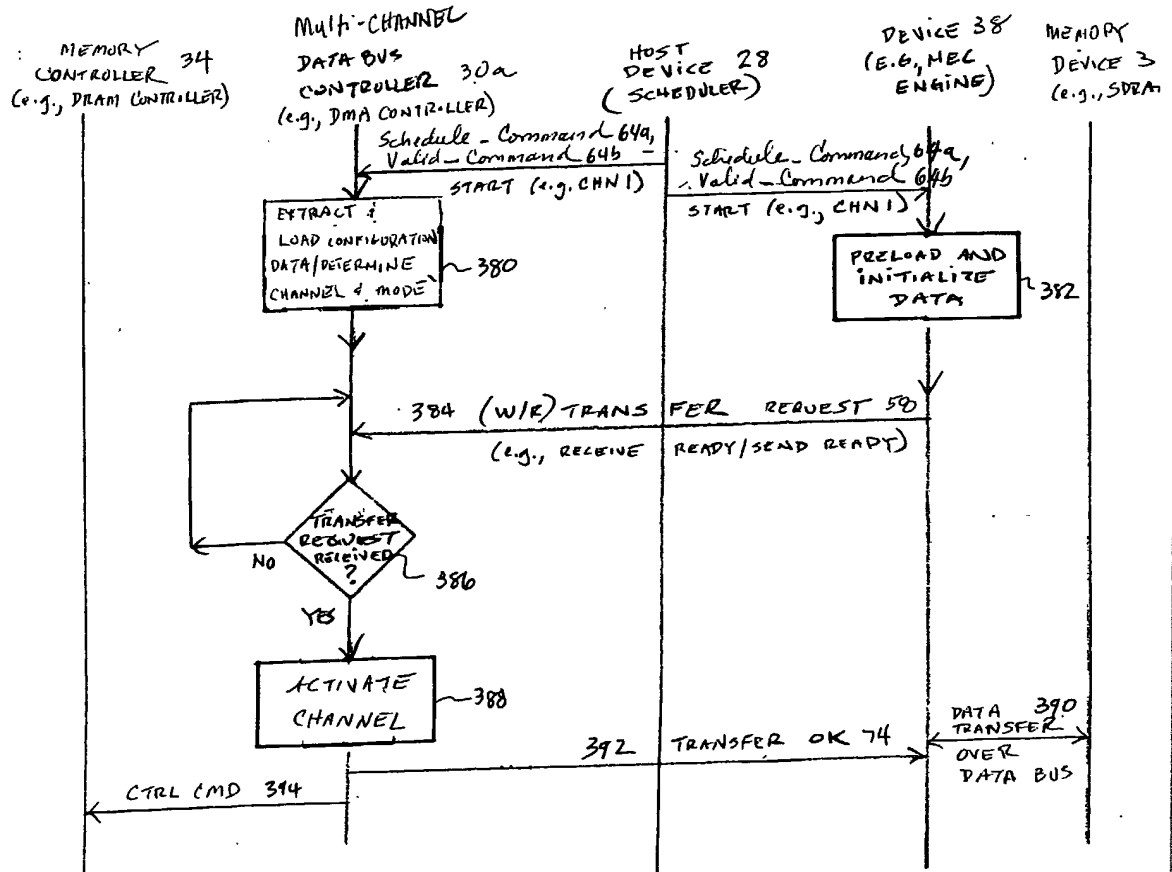 MEMORY
CONTROLLER 34
(e.g., DRAM CONTROLLER)
Multi-CHANNEL
DATA BUS
CONTROLLER 30a
(e.g., DMA CONTROLLER)
HOST
DEVICE 28
(SCHEDULER)
DEVICE 38
(E.G, MEC
ENGINE)
MEMORY
DEVICE 3
(e.g., SDRAM
Schedule_Command 64a,
Valid_Command 64b
START (e.g. CHN 1)
Schedule_Command 64a,
Valid_Command 64b
START (e.g., CHN 1)
EXTRACT &
LOAD CONFIGURATION
DATA/DETERMINE
CHANNEL & MODE
380
PRELOAD AND
INITIALIZE
DATA
382
384 (W/R) TRANSFER REQUEST 58
(e.g., RECEIVE READY/SEND READY)
TRANSFER
REQUEST
RECEIVED
?
386
NO
YES
ACTIVATE
CHANNEL
388
DATA 390
TRANSFER
OVER
DATA BUS
392 TRANSFER OK 74
CTRL CMD 394